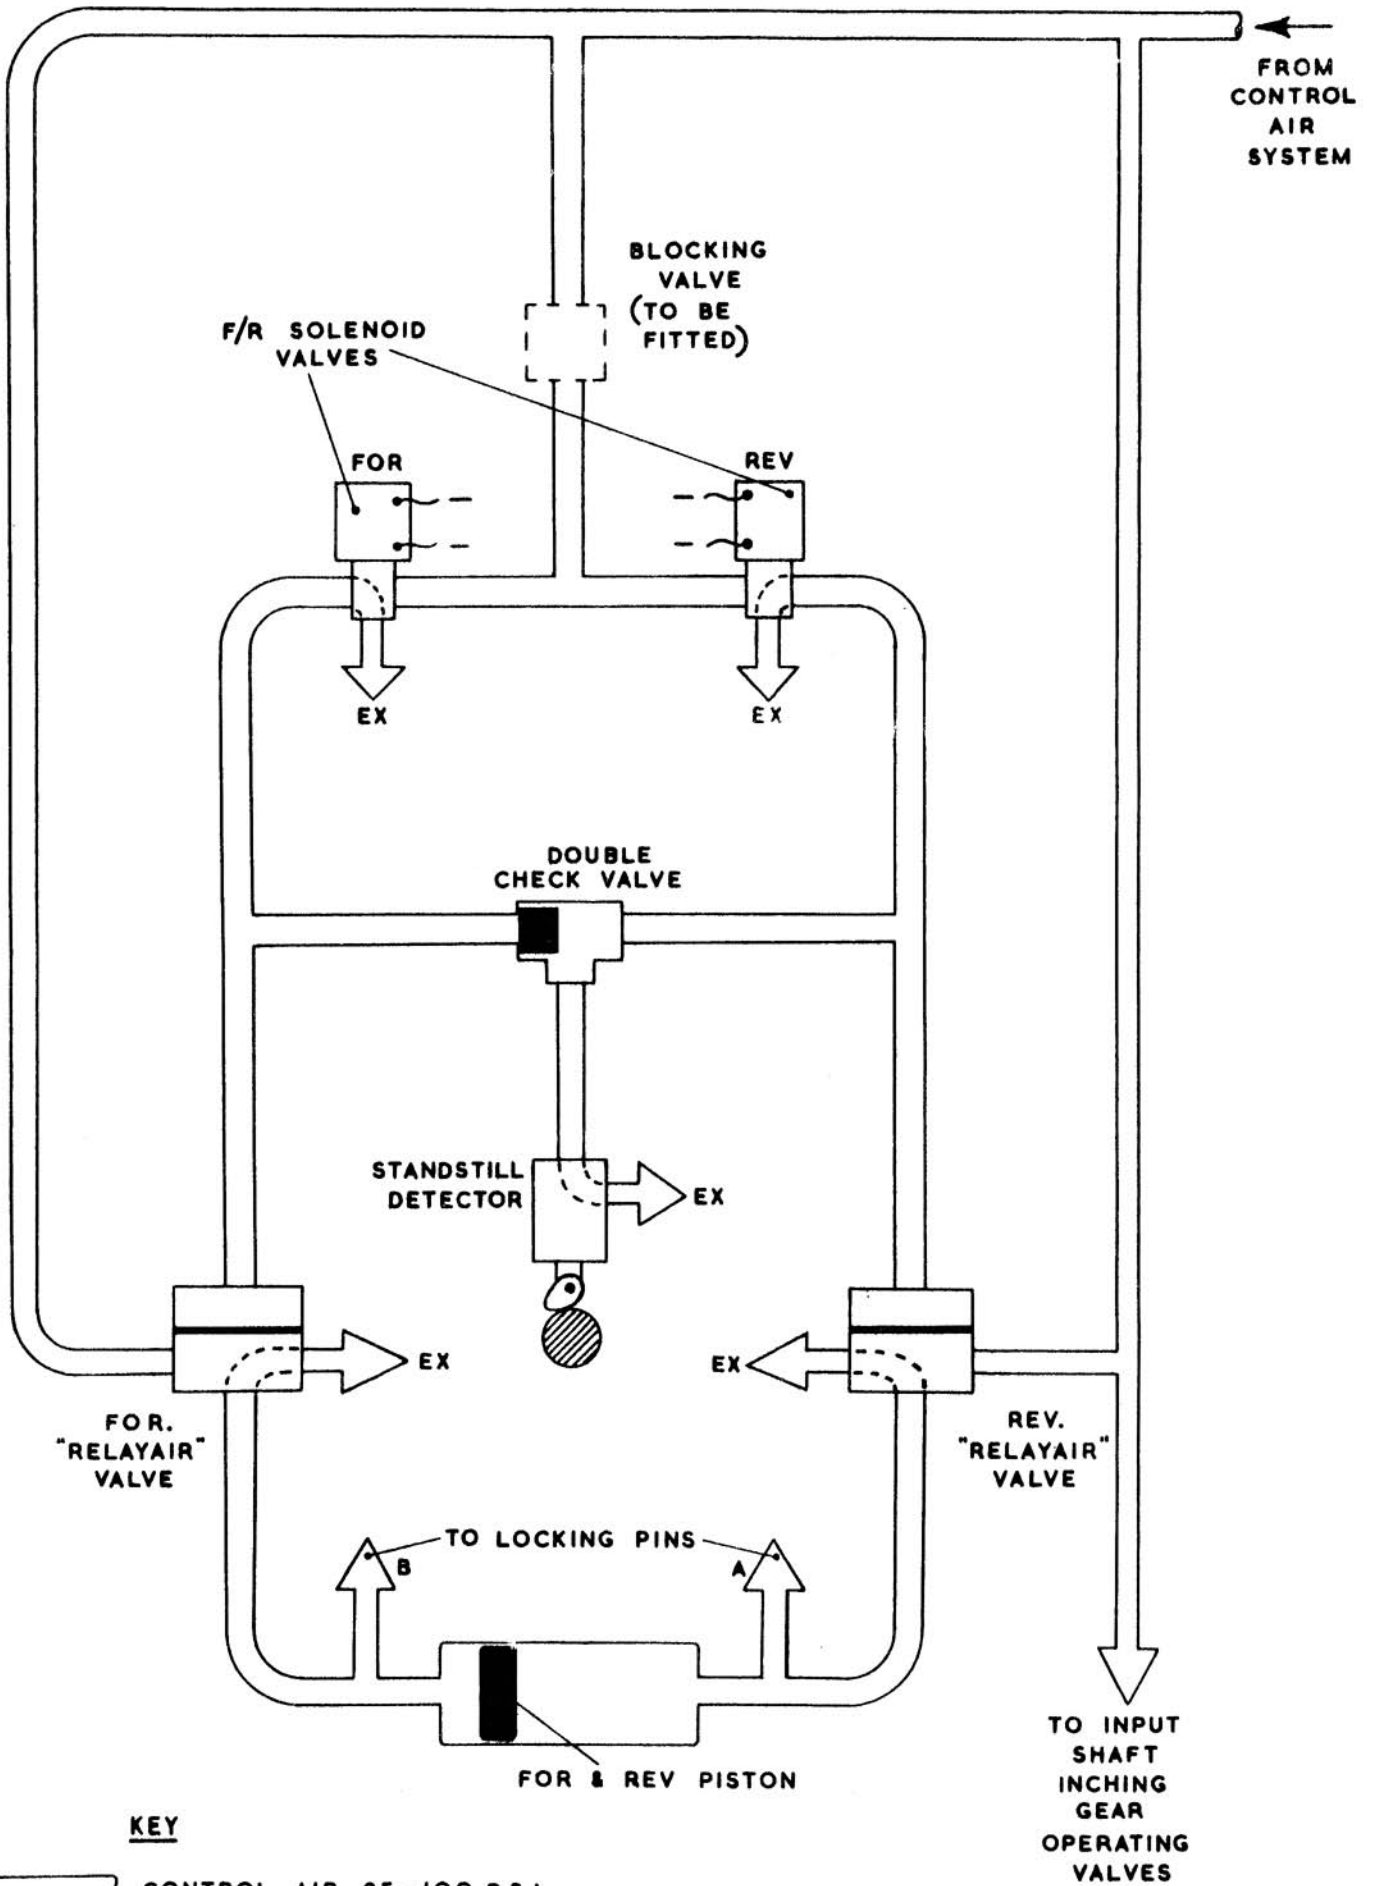 FROM
CONTROL
AIR
SYSTEM
BLOCKING
VALVE
(TO BE
FITTED)
F/R SOLENOID
VALVES
FOR
REV
EX
EX
DOUBLE
CHECK VALVE
STANDSTILL
DETECTOR
EX
EX
EX
FOR.
"RELAYAIR"
VALVE
REV.
"RELAYAIR"
VALVE
TO LOCKING PINS
B
A
FOR & REV PISTON
TO INPUT
SHAFT
INCHING
GEAR
OPERATING
VALVES
KEY
CONTROL AIR